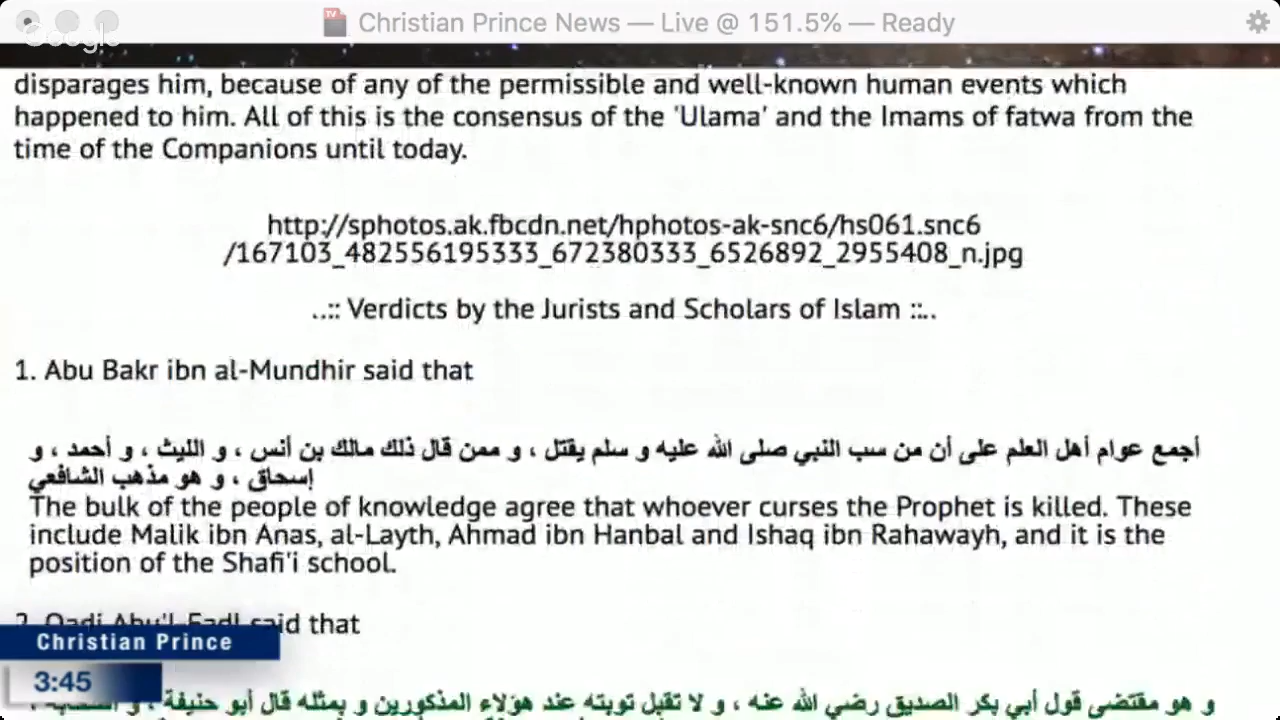 Christian Prince News — Live @ 151.5% — Ready
Google
disparages him, because of any of the permissible and well-known human events which
happened to him. All of this is the consensus of the 'Ulama' and the Imams of fatwa from the
time of the Companions until today.
http://sphotos.ak.fbcdn.net/hphotos-ak-snc6/hs061.snc6
/167103_482556195333_672380333_6526892_2955408_n.jpg
..:: Verdicts by the Jurists and Scholars of Islam ::..
1. Abu Bakr ibn al-Mundhir said that
أجمع عوام أهل العلم على أن من سب النبي صلى الله عليه و سلم يقتل ، و ممن قال ذلك مالك بن أنس ، و الليث ، و أحمد ، و
إسحاق ، و هو مذهب الشافعي
The bulk of the people of knowledge agree that whoever curses the Prophet is killed. These
include Malik ibn Anas, al-Layth, Ahmad ibn Hanbal and Ishaq ibn Rahawayh, and it is the
position of the Shafi'i school.
2. Qadi Abu'l-Fadl said that
Christian Prince
3:45
و هو مقتضى قول أبي بكر الصديق رضي الله عنه ، و لا تقبل توبته عند هؤلاء المذكورين و بمثله قال أبو حنيفة ، و